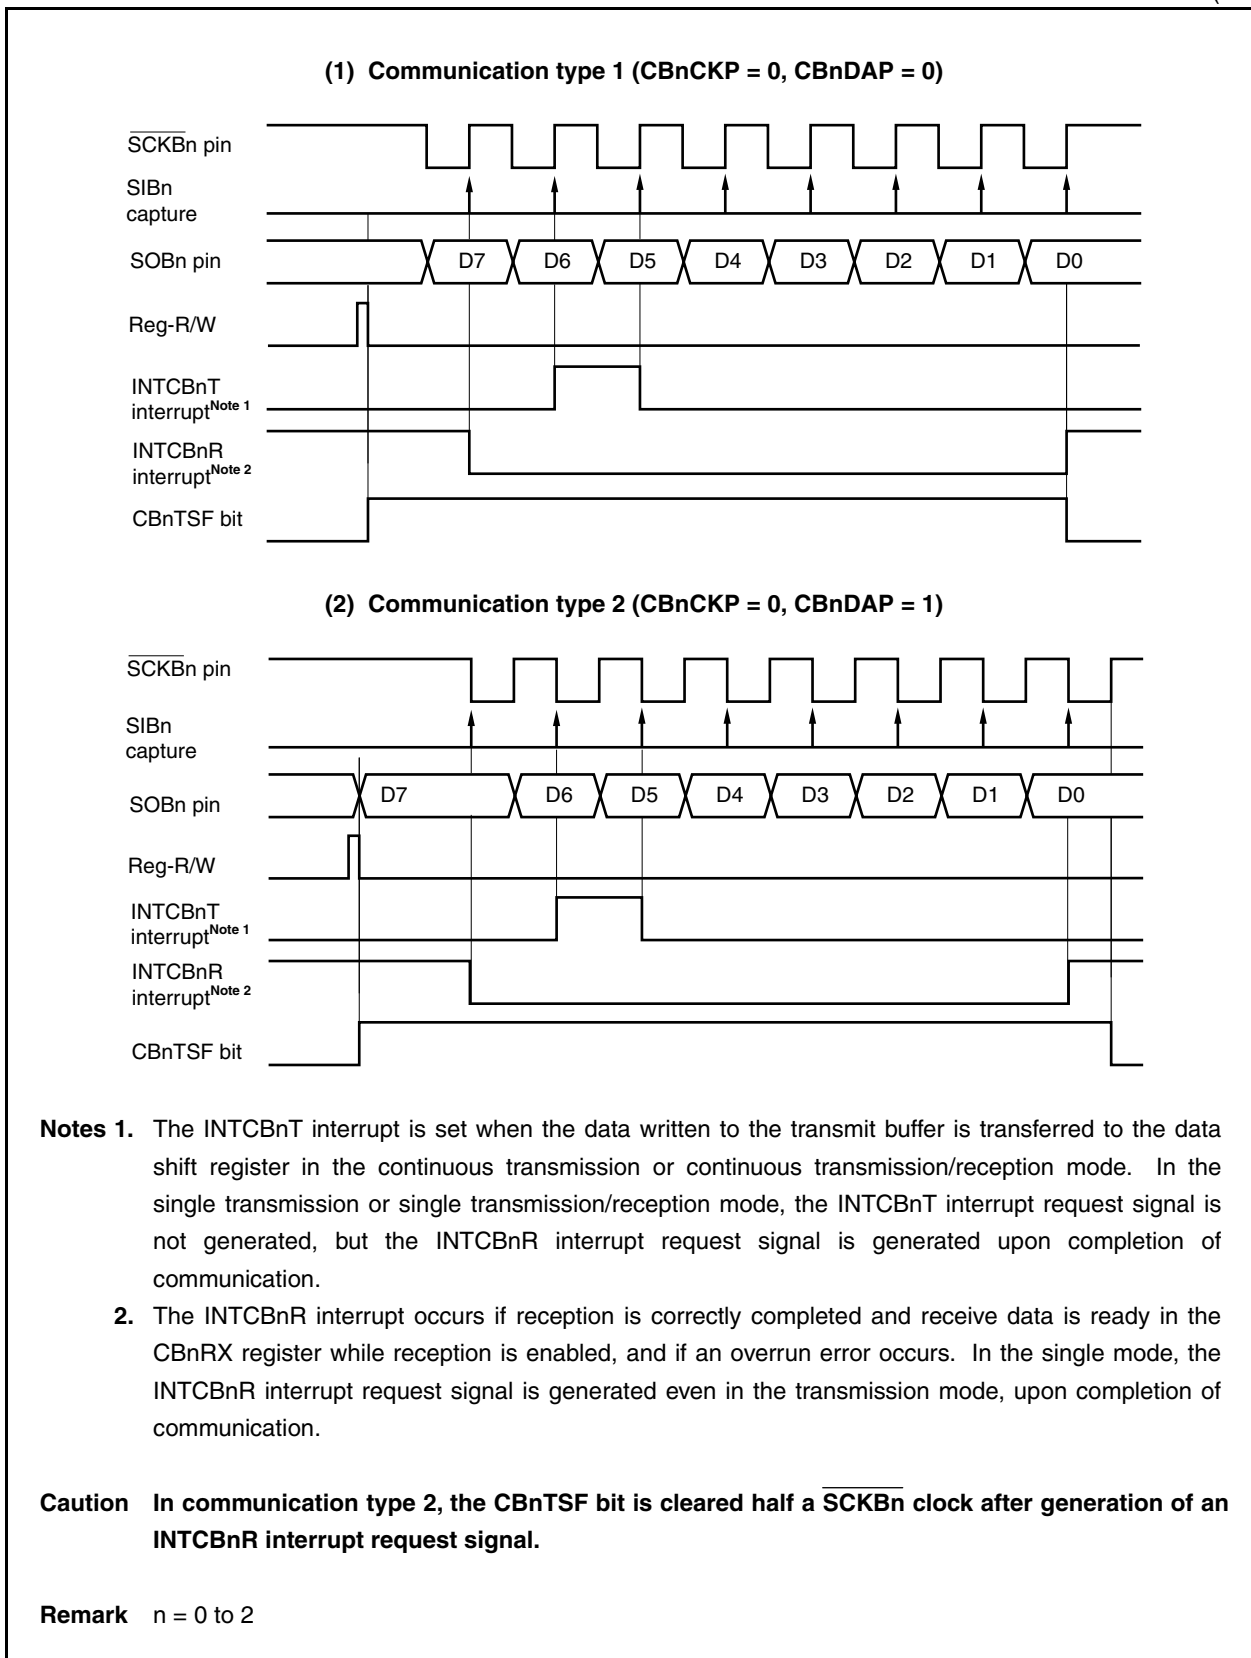 (1) Communication type 1 (CBnCKP = 0, CBnDAP = 0)
SCKBn pin
SIBn
capture
SOBn pin
D7 D6 D5 D4 D3 D2 D1 D0
Reg-R/W
INTCBnT
interrupt Note 1
INTCBnR
interrupt Note 2
CBnTSF bit
(2) Communication type 2 (CBnCKP = 0, CBnDAP = 1)
SCKBn pin
SIBn
capture
SOBn pin
D7 D6 D5 D4 D3 D2 D1 D0
Reg-R/W
INTCBnT
interrupt Note 1
INTCBnR
interrupt Note 2
CBnTSF bit
Notes 1. The INTCBnT interrupt is set when the data written to the transmit buffer is transferred to the data
shift register in the continuous transmission or continuous transmission/reception mode. In the
single transmission or single transmission/reception mode, the INTCBnT interrupt request signal is
not generated, but the INTCBnR interrupt request signal is generated upon completion of
communication.
2. The INTCBnR interrupt occurs if reception is correctly completed and receive data is ready in the
CBnRX register while reception is enabled, and if an overrun error occurs. In the single mode, the
INTCBnR interrupt request signal is generated even in the transmission mode, upon completion of
communication.
Caution In communication type 2, the CBnTSF bit is cleared half a SCKBn clock after generation of an
INTCBnR interrupt request signal.
Remark n = 0 to 2